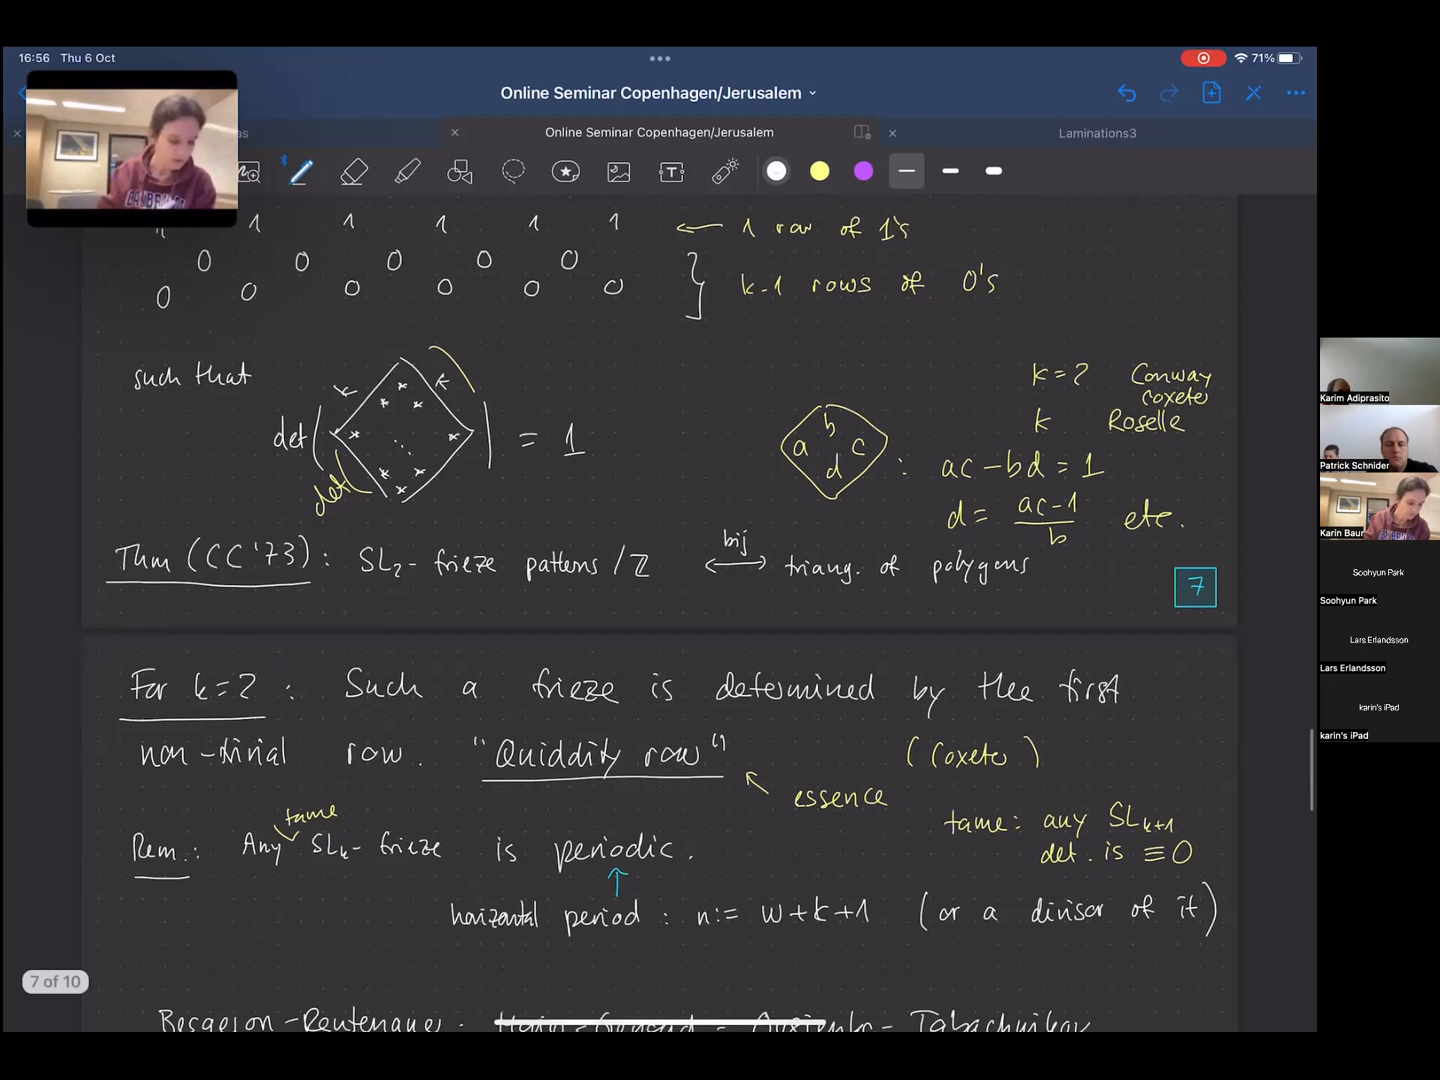 16:56 Thu 6 Oct
71%
Online Seminar Copenhagen/Jerusalem
as
Online Seminar Copenhagen/Jerusalem
Laminations3
1 1 1 1 1 1 ← 1 row of 1's
0 0 0 0 0
0 0 0 0 0 0 } k-1 rows of 0's
such that
k
k
det ( ) = 1
det(
k=2 Conway
Coxeter
k Roselle
a b c d : ac - bd = 1
d = ac-1 / b etc.
Thm (CC '73): SL₂- frieze patterns / ℤ ⟷ bij triang. of polygons
7
For k=2 : Such a frieze is determined by the first
non-trivial row. "Quiddity row" (Coxeter)
essence
tame
Rem.: Any SLk- frieze is periodic.
tame: any SLk+1
det. is ≡ 0
horizontal period : n:= w+k+1 (or a divisor of it)
7 of 10
Tabachnikov
Karim Adiprasito
Patrick Schnider
Karin Baur
Soohyun Park
Soohyun Park
Lars Erlandsson
Lars Erlandsson
karin's iPad
karin's iPad